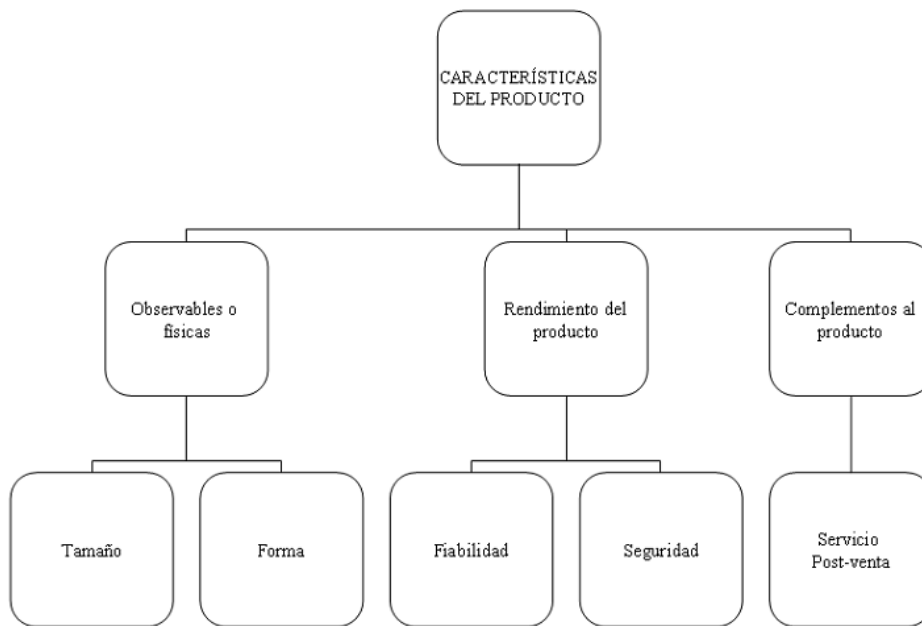 CARACTERÍSTICAS
DEL PRODUCTO
Observables o
físicas
Rendimiento del
producto
Complementos al
producto
Tamaño
Forma
Fiabilidad
Seguridad
Servicio
Post-venta